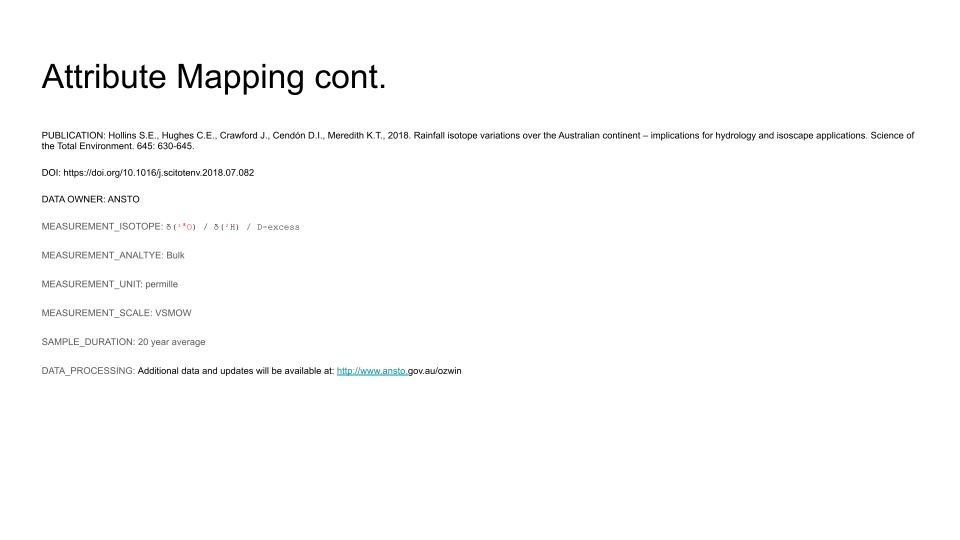 Attribute Mapping cont.
PUBLICATION: Hollins S.E., Hughes C.E., Crawford J., Cendón D.I., Meredith K.T., 2018. Rainfall isotope variations over the Australian continent – implications for hydrology and isoscape applications. Science of
the Total Environment. 645: 630-645.
DOI: https://doi.org/10.1016/j.scitotenv.2018.07.082
DATA OWNER: ANSTO
MEASUREMENT_ISOTOPE: δ(¹⁸O) / δ(²H) / D-excess
MEASUREMENT_ANALTYE: Bulk
MEASUREMENT_UNIT: permille
MEASUREMENT_SCALE: VSMOW
SAMPLE_DURATION: 20 year average
DATA_PROCESSING: Additional data and updates will be available at: http://www.ansto.gov.au/ozwin